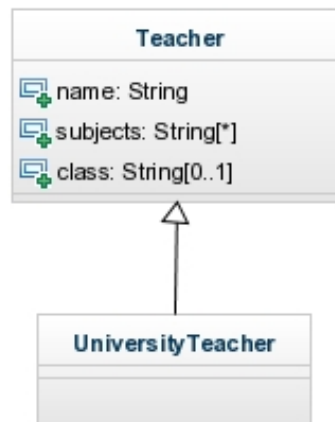 Teacher
name: String
subjects: String[*]
class: String[0..1]
UniversityTeacher